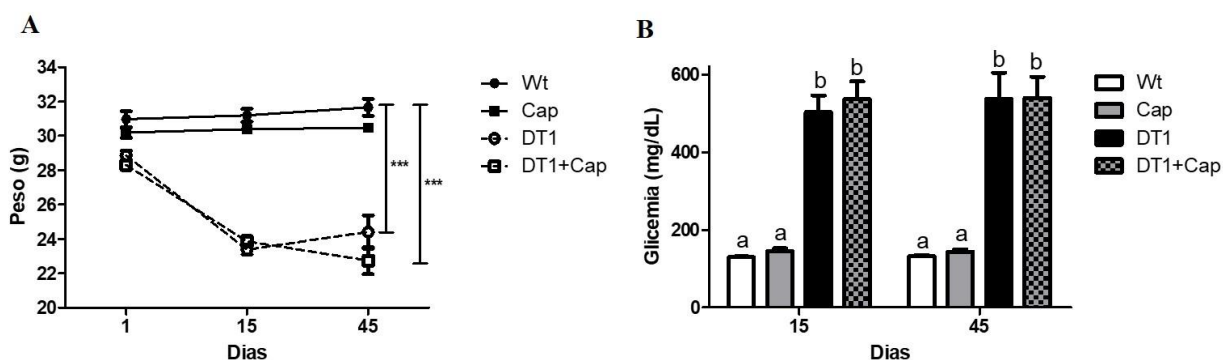 A
34
32
30
28
26
24
22
20
Peso (g)
1
15
45
Dias
***
***
Wt
Cap
DT1
DT1+Cap
B
600
400
200
0
Glicemia (mg/dL)
a
a
b
b
a
a
b
b
15
45
Dias
Wt
Cap
DT1
DT1+Cap